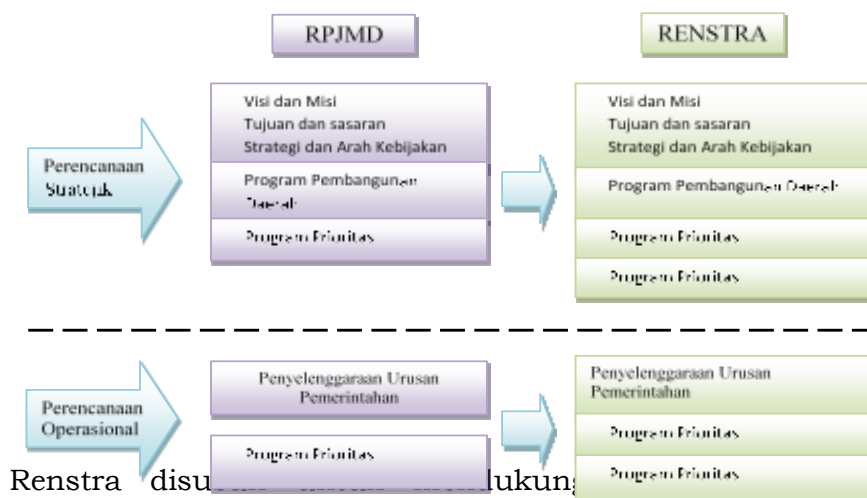 RPJMD
RENSTRA
Perencanaan
Stratejik
Visi dan Misi
Tujuan dan sasaran
Strategi dan Arah Kebijakan
Program Pembangunan
Daerah
Program Prioritas
Visi dan Misi
Tujuan dan sasaran
Strategi dan Arah Kebijakan
Program Pembangunan Daerah
Program Prioritas
Program Prioritas
Perencanaan
Operasional
Penyelenggaraan Urusan
Pemerintahan
Program Prioritas
Penyelenggaraan Urusan
Pemerintahan
Program Prioritas
Program Prioritas
Renstra